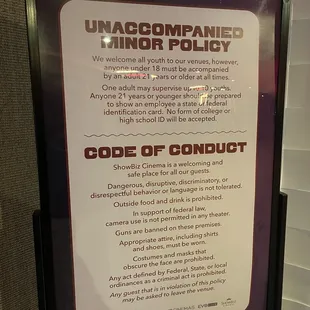 UNACCOMPANIED
MINOR POLICY
We welcome all youth to our venues, however,
anyone under 18 must be acrompanied
by an adult 21 years or older at all times.
One adult may supervise up to 10 youths.
Anyone 21 years or younger should be prepared
to show an employee a state or federal
identification card. No form of college or
high school ID will be accepted.
CODE OF CONDUCT
ShowBiz Cinema is a welcoming and
safe place for all our guests.
Dangerous, disruptive, discriminatory, or
disrespectful behavior or language is not tolerated.
Outside food and drink is prohibited.
In support of federal law,
camera use is not permitted in any theater.
Guns are banned on these premises.
Appropriate attire, including shirts
and shoes, must be worn.
Costumes and masks that
obscure the face are prohibited.
Any act defined by Federal, State, or local
ordinances as a criminal act is prohibited.
Any guest that is in violation of this policy
may be asked to leave the venue.